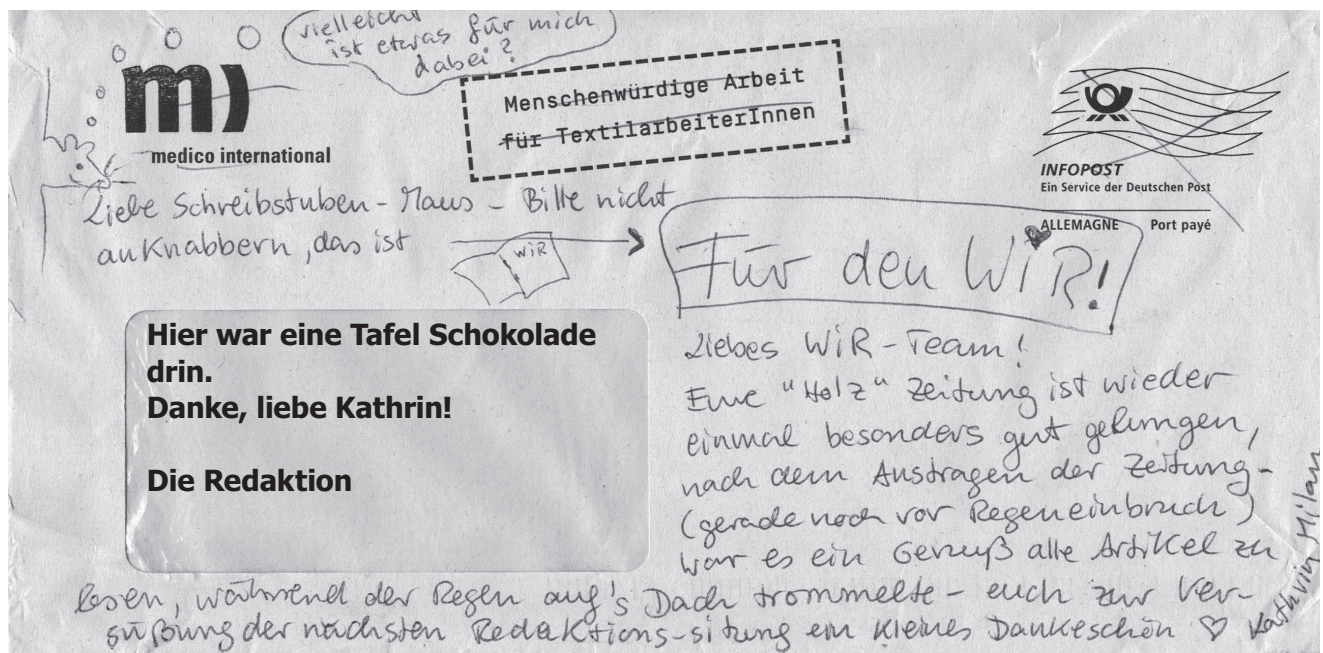 vielleicht
ist etwas für mich
dabei?
m)
medico international
Menschenwürdige Arbeit
für TextilarbeiterInnen
INFOPOST
Ein Service der Deutschen Post
ALLEMAGNE Port payé
Liebe Schreibstuben-Maus - Bitte nicht
anknabbern, das ist
WiR
Für den WiR!
Hier war eine Tafel Schokolade
drin.
Danke, liebe Kathrin!
Die Redaktion
Liebes WiR-Team!
Eine "Holz" Zeitung ist wieder
einmal besonders gut gelungen,
nach dem Austragen der Zeitung-
(gerade noch vor Regeneinbruch)
war es ein Genuß alle Artikel zu
lesen, während der Regen auf's Dach trommelte - euch zur Ver-
süßung der nächsten Redaktions-sitzung ein kleines Dankeschön ♡
Kathrin Milan